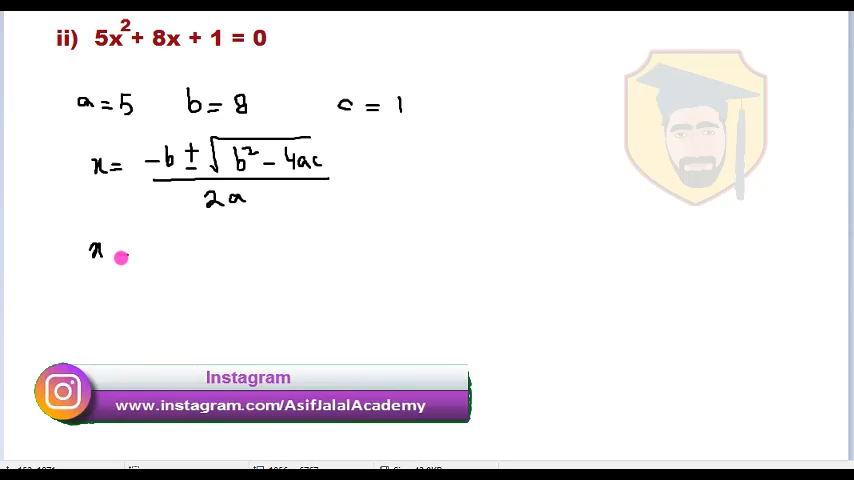 ii) 5x²+ 8x + 1 = 0
a = 5 b = 8 c = 1
x = -b ± √b² - 4ac / 2a
x
Instagram
www.instagram.com/AsifJalalAcademy